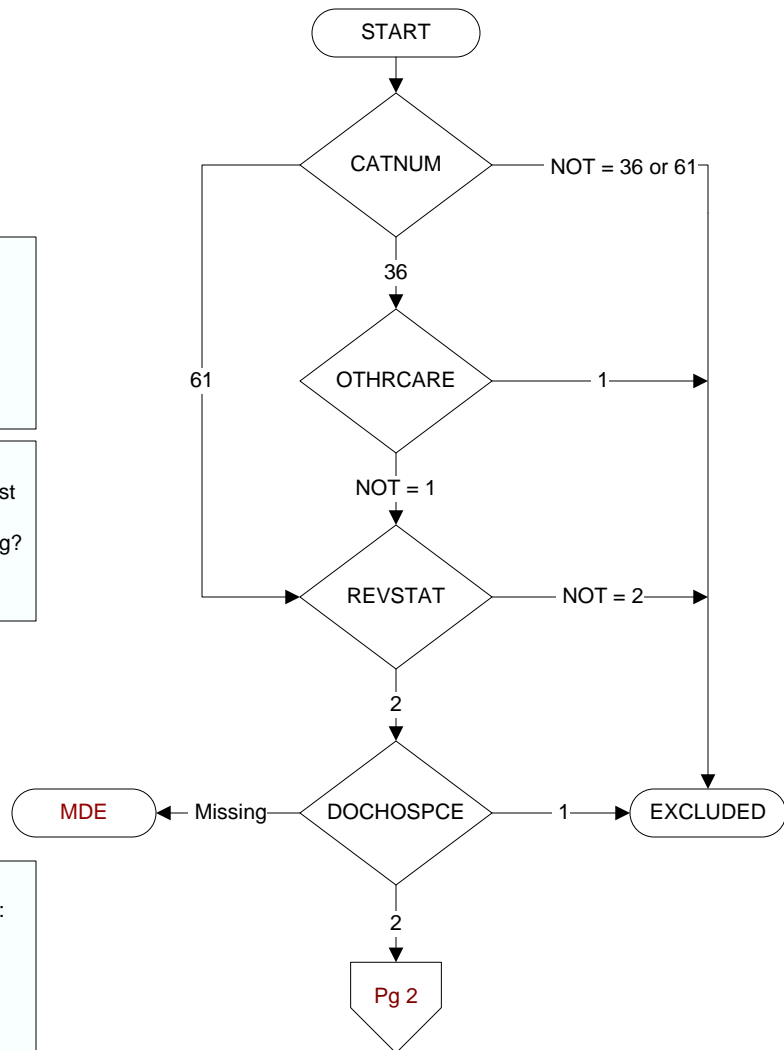 START
CATNUM
NOT = 36 or 61
36
61
OTHRCARE
1
NOT = 1
st
g?
REVSTAT
NOT = 2
2
MDE
Missing
DOCHOSPCE
1
EXCLUDED
:
2
Pg 2